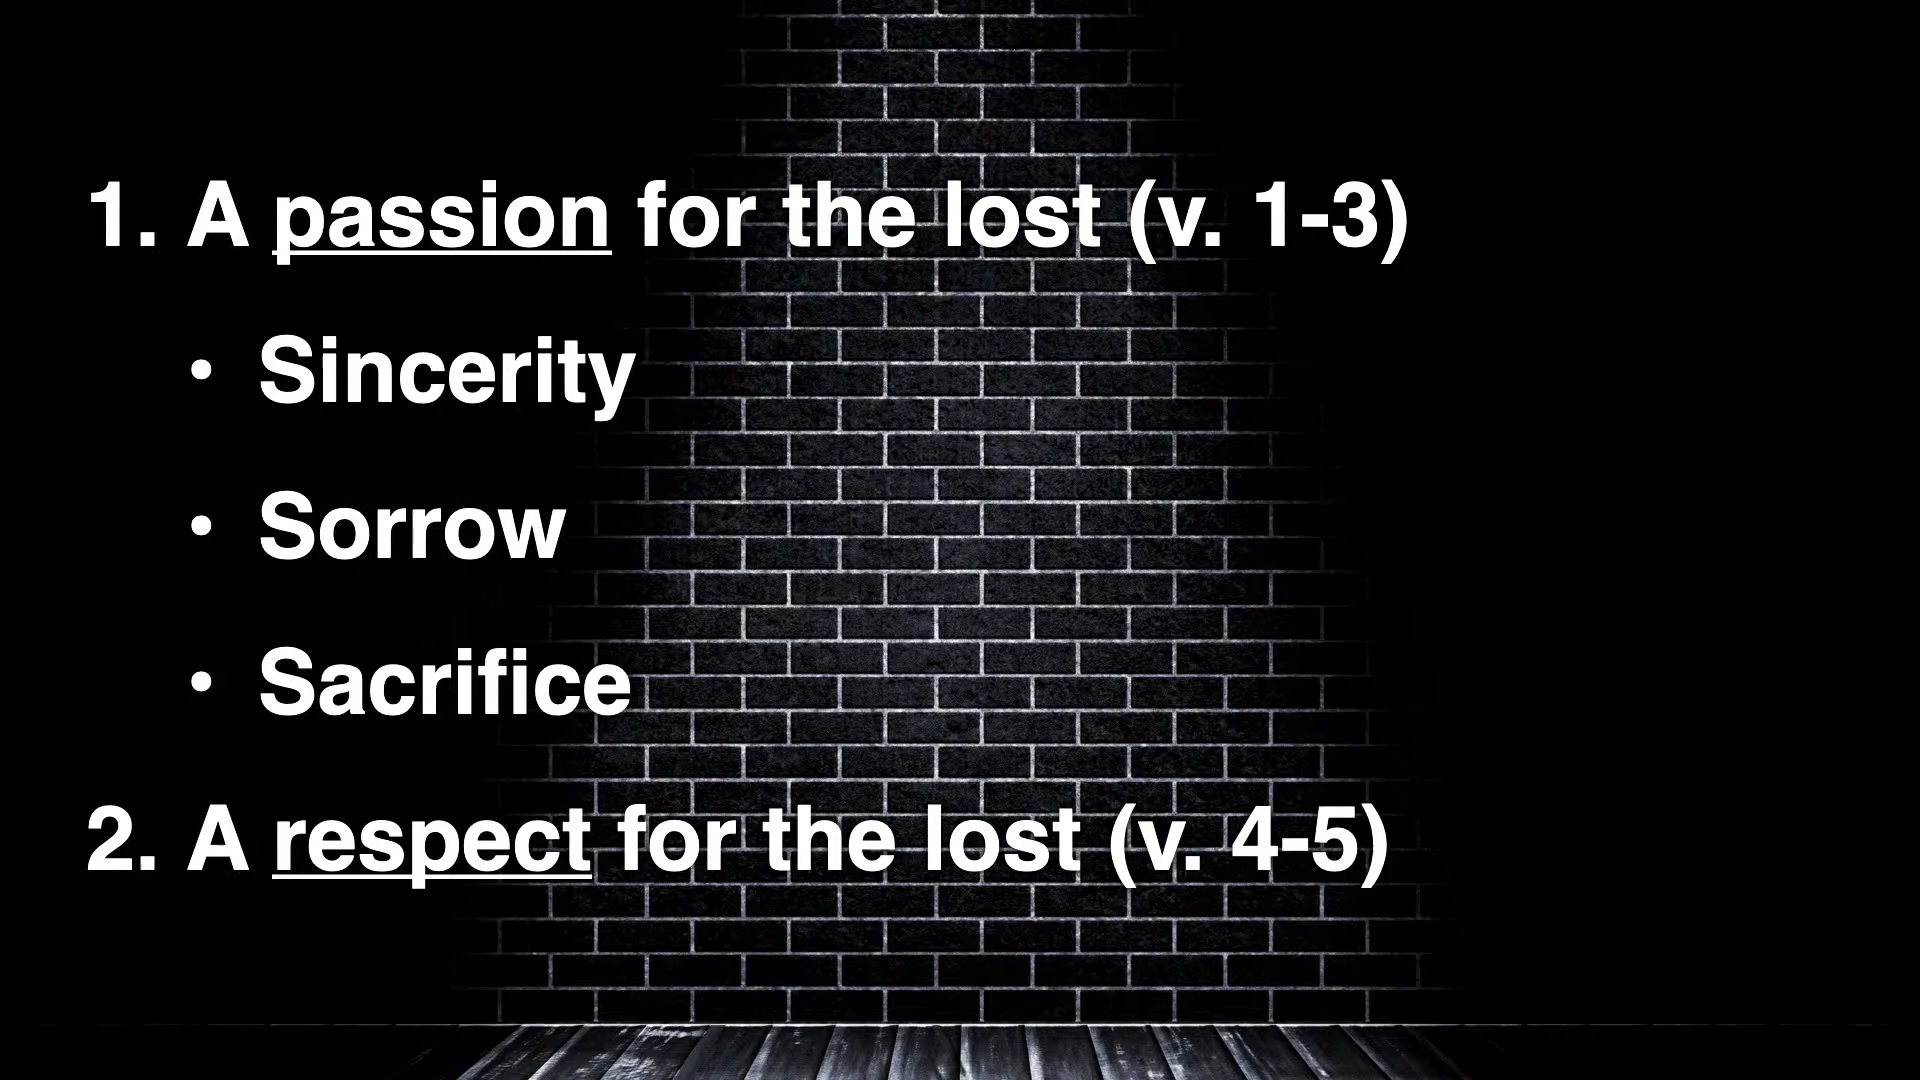 1. A passion for the lost (v. 1-3)
• Sincerity
• Sorrow
• Sacrifice
2. A respect for the lost (v. 4-5)